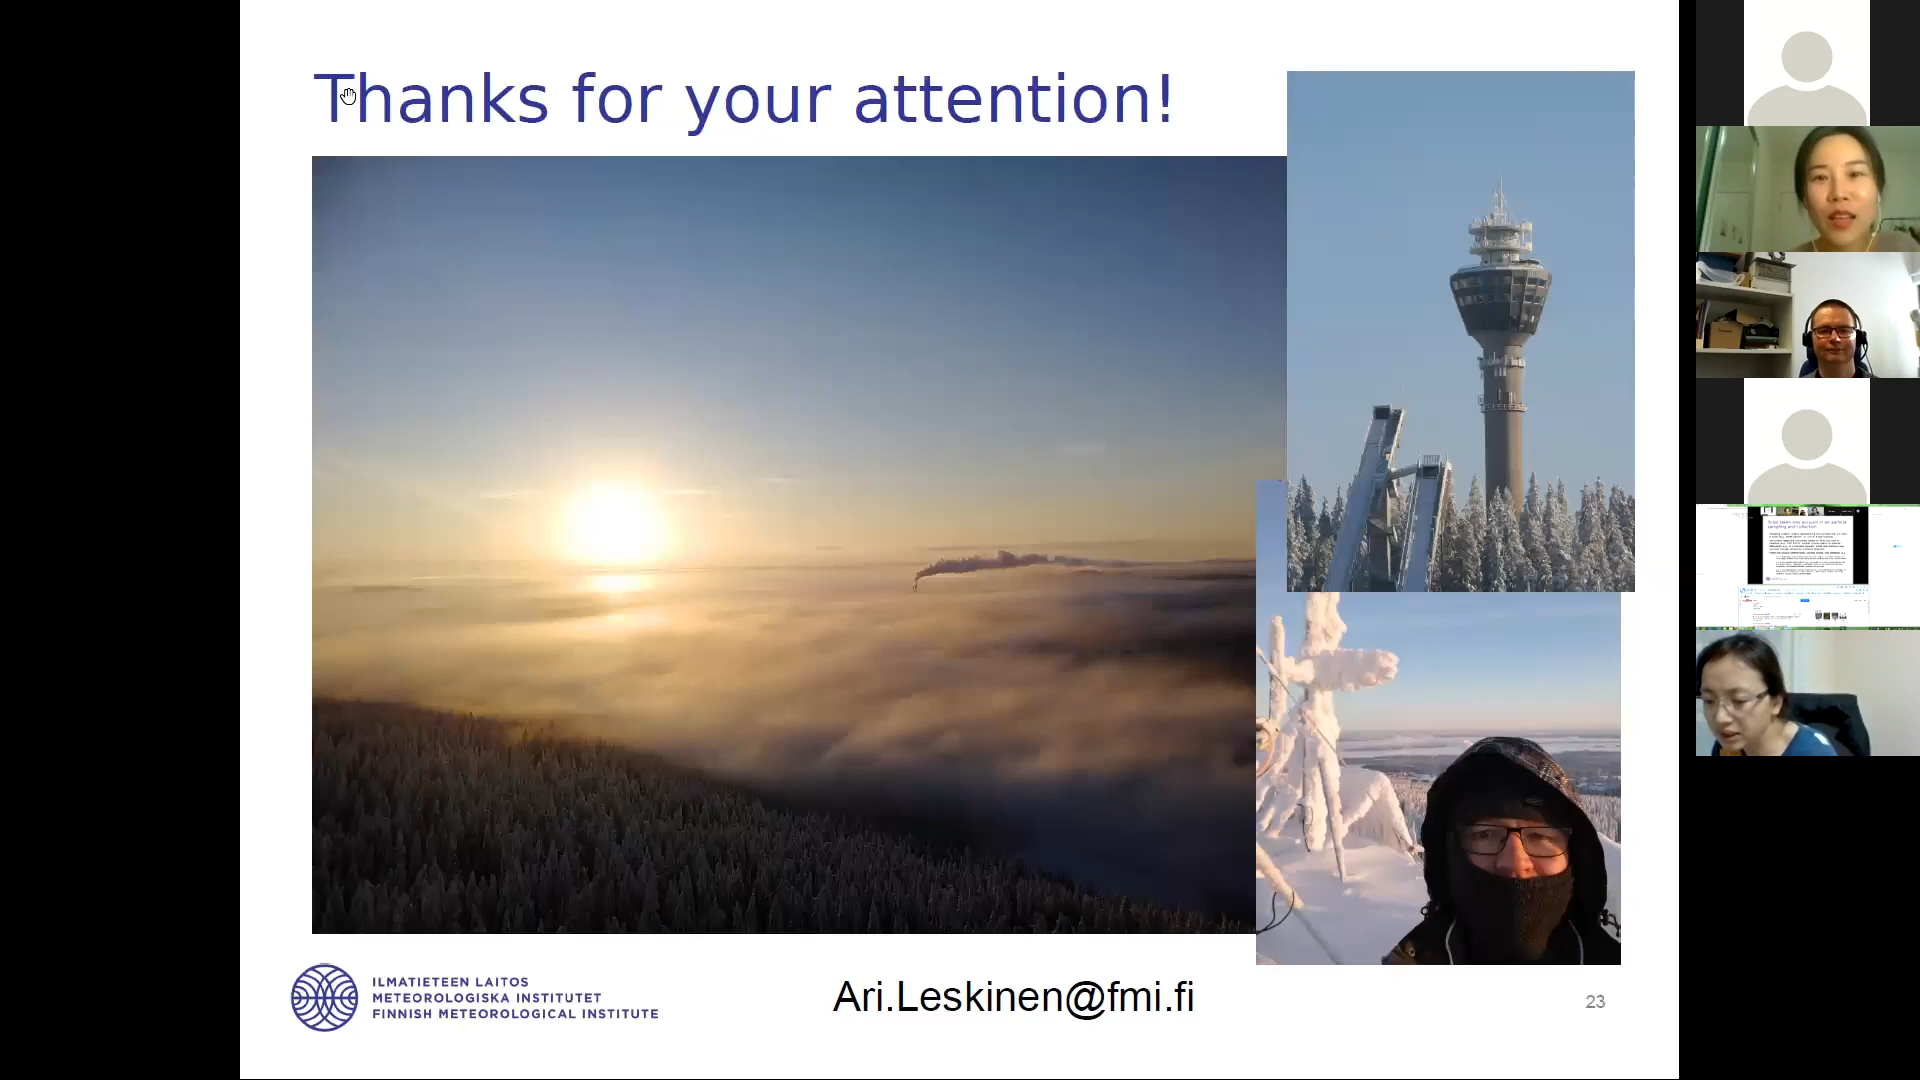 Thanks for your attention!
ILMATIETEEN LAITOS
METEOROLOGISKA INSTITUTET
FINNISH METEOROLOGICAL INSTITUTE
Ari.Leskinen@fmi.fi
23